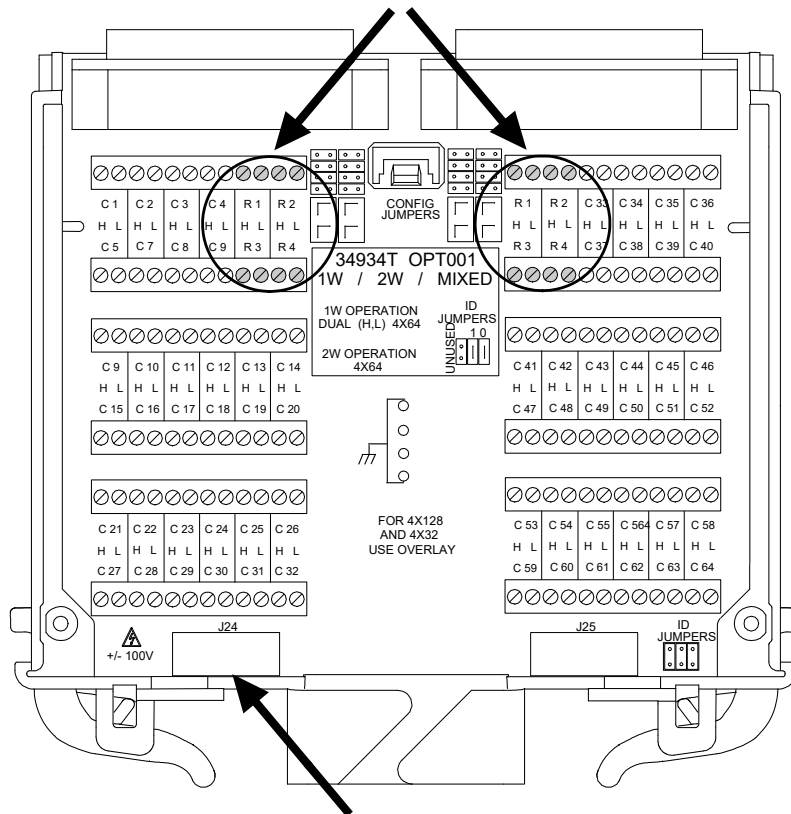 C 1 C 2 C 3 C 4 R 1 R 2
H L H L H L H L H L H L
C 5 C 7 C 8 C 9 R 3 R 4
CONFIG
JUMPERS
R 1 R 2 C 33 C 34 C 35 C 36
H L H L H L H L H L H L
R 3 R 4 C 37 C 38 C 39 C 40
34934T OPT001
1W / 2W / MIXED
1W OPERATION
DUAL (H,L) 4X64
2W OPERATION
4X64
ID
JUMPERS
1 0
UNUSED
C 9 C 10 C 11 C 12 C 13 C 14
H L H L H L H L H L H L
C 15 C 16 C 17 C 18 C 19 C 20
C 41 C 42 C 43 C 44 C 45 C 46
H L H L H L H L H L H L
C 47 C 48 C 49 C 50 C 51 C 52
C 21 C 22 C 23 C 24 C 25 C 26
H L H L H L H L H L H L
C 27 C 28 C 29 C 30 C 31 C 32
FOR 4X128
AND 4X32
USE OVERLAY
C 53 C 54 C 55 C 564 C 57 C 58
H L H L H L H L H L H L
C 59 C 60 C 61 C 62 C 63 C 64
+/- 100V
J24
J25
ID
JUMPERS